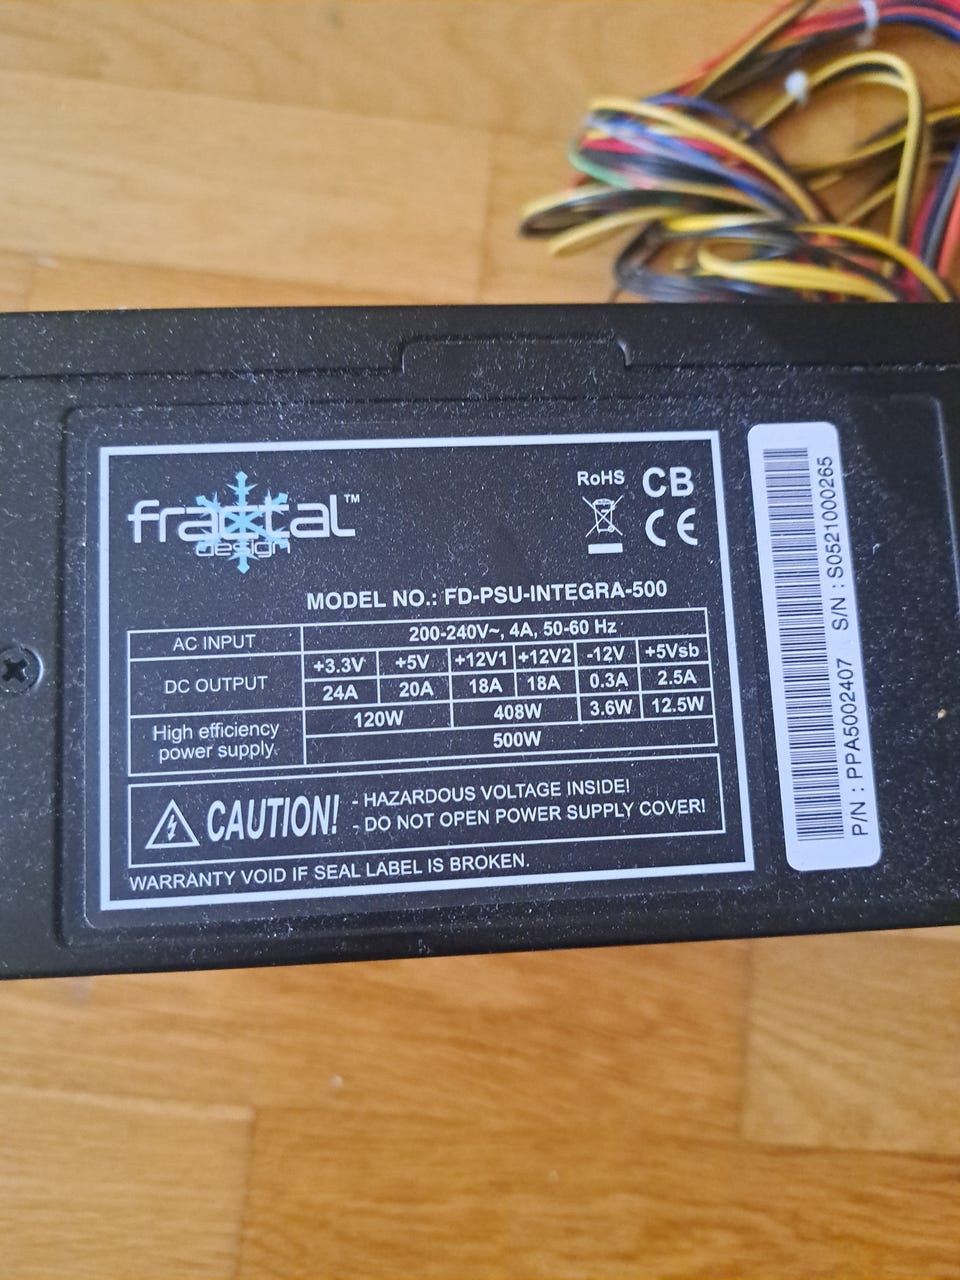 fractal™
design
RoHS CB
CE
MODEL NO.: FD-PSU-INTEGRA-500
AC INPUT 200-240V~, 4A, 50-60 Hz
DC OUTPUT +3.3V +5V +12V1 +12V2 -12V +5Vsb
24A 20A 18A 18A 0.3A 2.5A
High efficiency power supply 120W 408W 3.6W 12.5W
500W
CAUTION! - HAZARDOUS VOLTAGE INSIDE!
- DO NOT OPEN POWER SUPPLY COVER!
WARRANTY VOID IF SEAL LABEL IS BROKEN.
P/N : PPA5002407 S/N : S0521000265